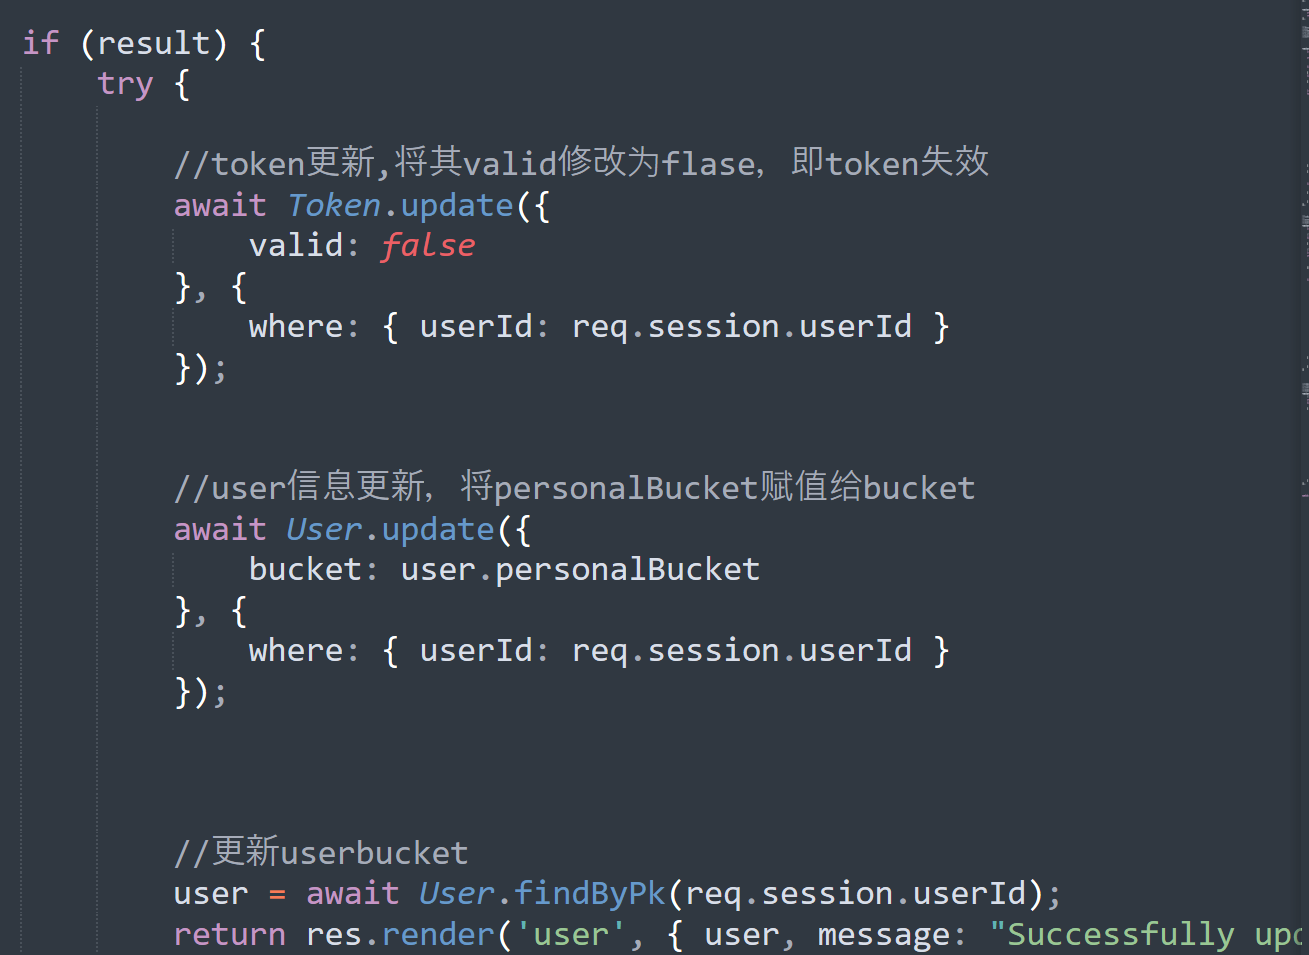 if (result) {
try {
//token更新,将其valid修改为flase，即token失效
await Token.update({
valid: false
}, {
where: { userId: req.session.userId }
});
//user信息更新，将personalBucket赋值给bucket
await User.update({
bucket: user.personalBucket
}, {
where: { userId: req.session.userId }
});
//更新userbucket
user = await User.findByPk(req.session.userId);
return res.render('user', { user, message: "Successfully upd